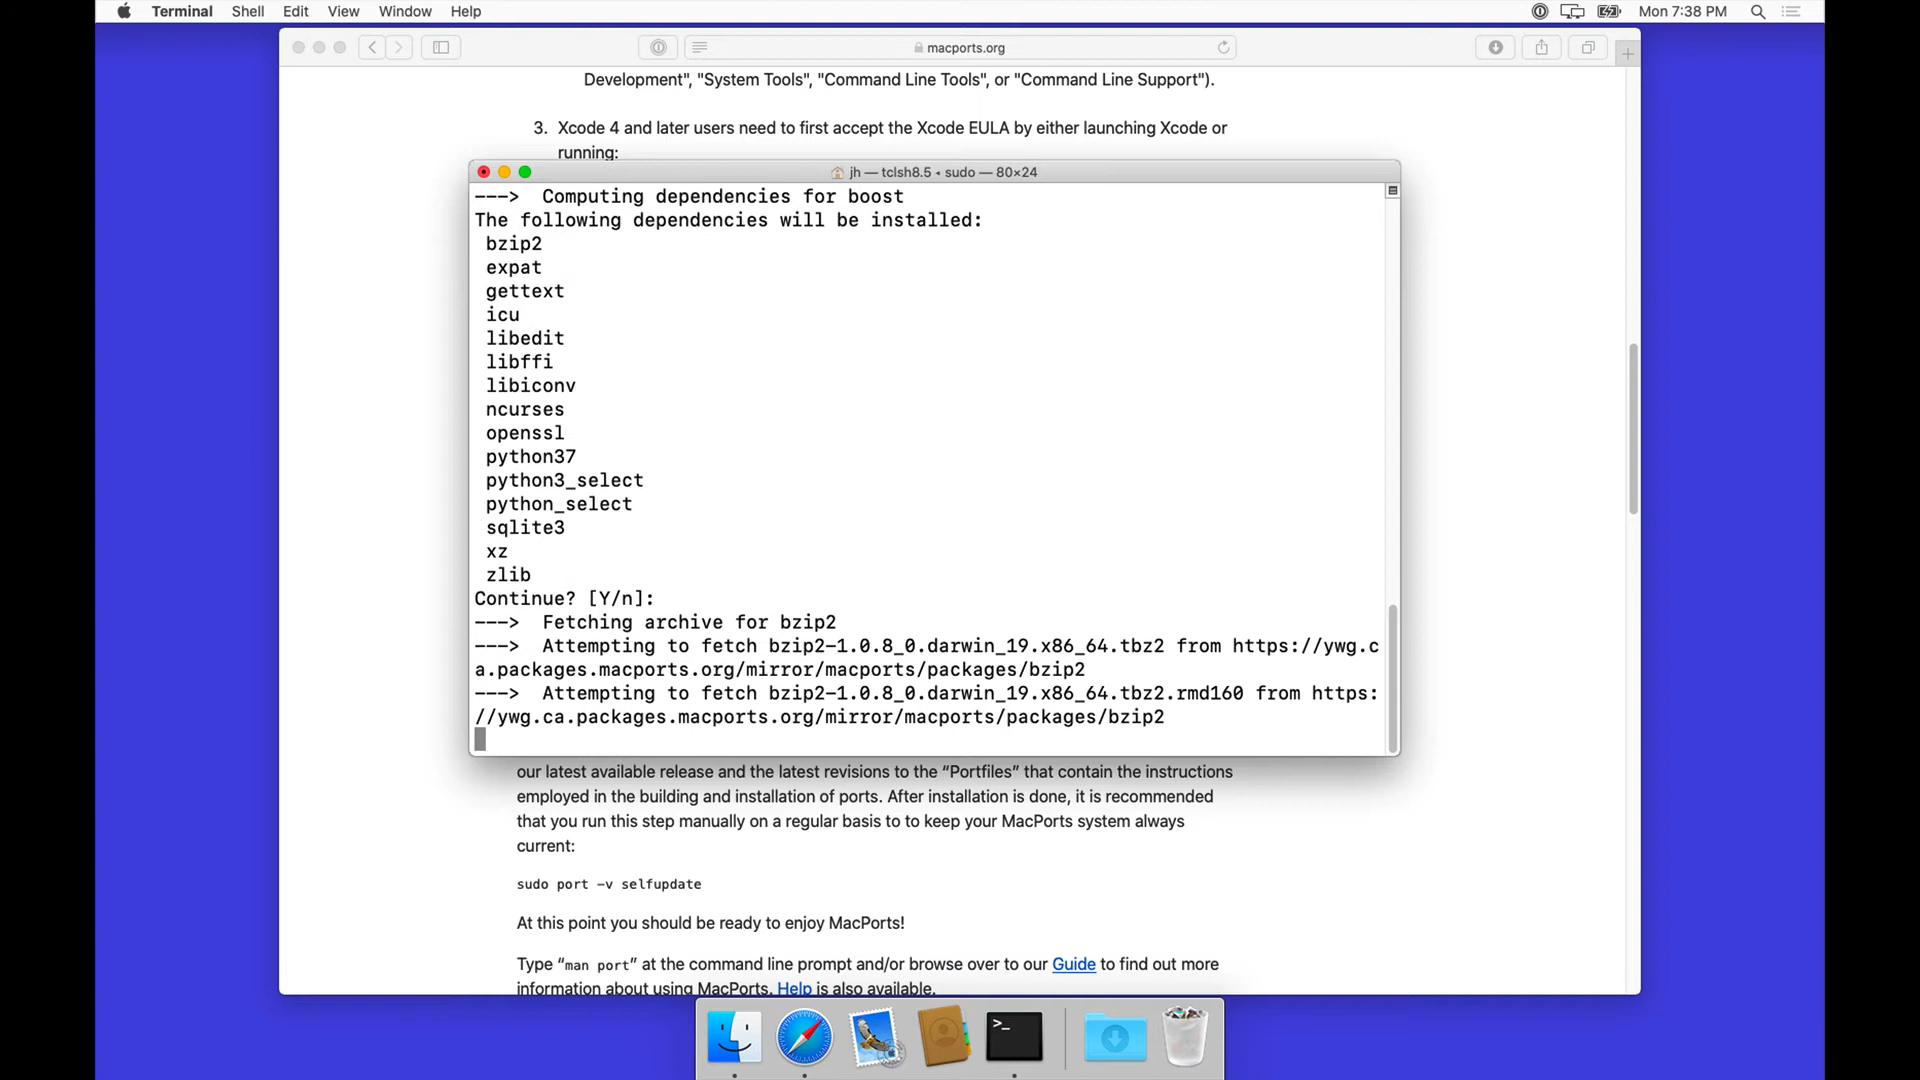 Terminal Shell Edit View Window Help
Mon 7:38 PM
macports.org
Development", "System Tools", "Command Line Tools", or "Command Line Support").
3. Xcode 4 and later users need to first accept the Xcode EULA by either launching Xcode or
running:
jh — tclsh8.5 ◂ sudo — 80×24
---> Computing dependencies for boost
The following dependencies will be installed:
bzip2
expat
gettext
icu
libedit
libffi
libiconv
ncurses
openssl
python37
python3_select
python_select
sqlite3
xz
zlib
Continue? [Y/n]:
---> Fetching archive for bzip2
---> Attempting to fetch bzip2-1.0.8_0.darwin_19.x86_64.tbz2 from https://ywg.c
a.packages.macports.org/mirror/macports/packages/bzip2
---> Attempting to fetch bzip2-1.0.8_0.darwin_19.x86_64.tbz2.rmd160 from https:
//ywg.ca.packages.macports.org/mirror/macports/packages/bzip2
our latest available release and the latest revisions to the “Portfiles” that contain the instructions
employed in the building and installation of ports. After installation is done, it is recommended
that you run this step manually on a regular basis to to keep your MacPorts system always
current:
sudo port -v selfupdate
At this point you should be ready to enjoy MacPorts!
Type “man port” at the command line prompt and/or browse over to our Guide to find out more
information about using MacPorts. Help is also available.
>_